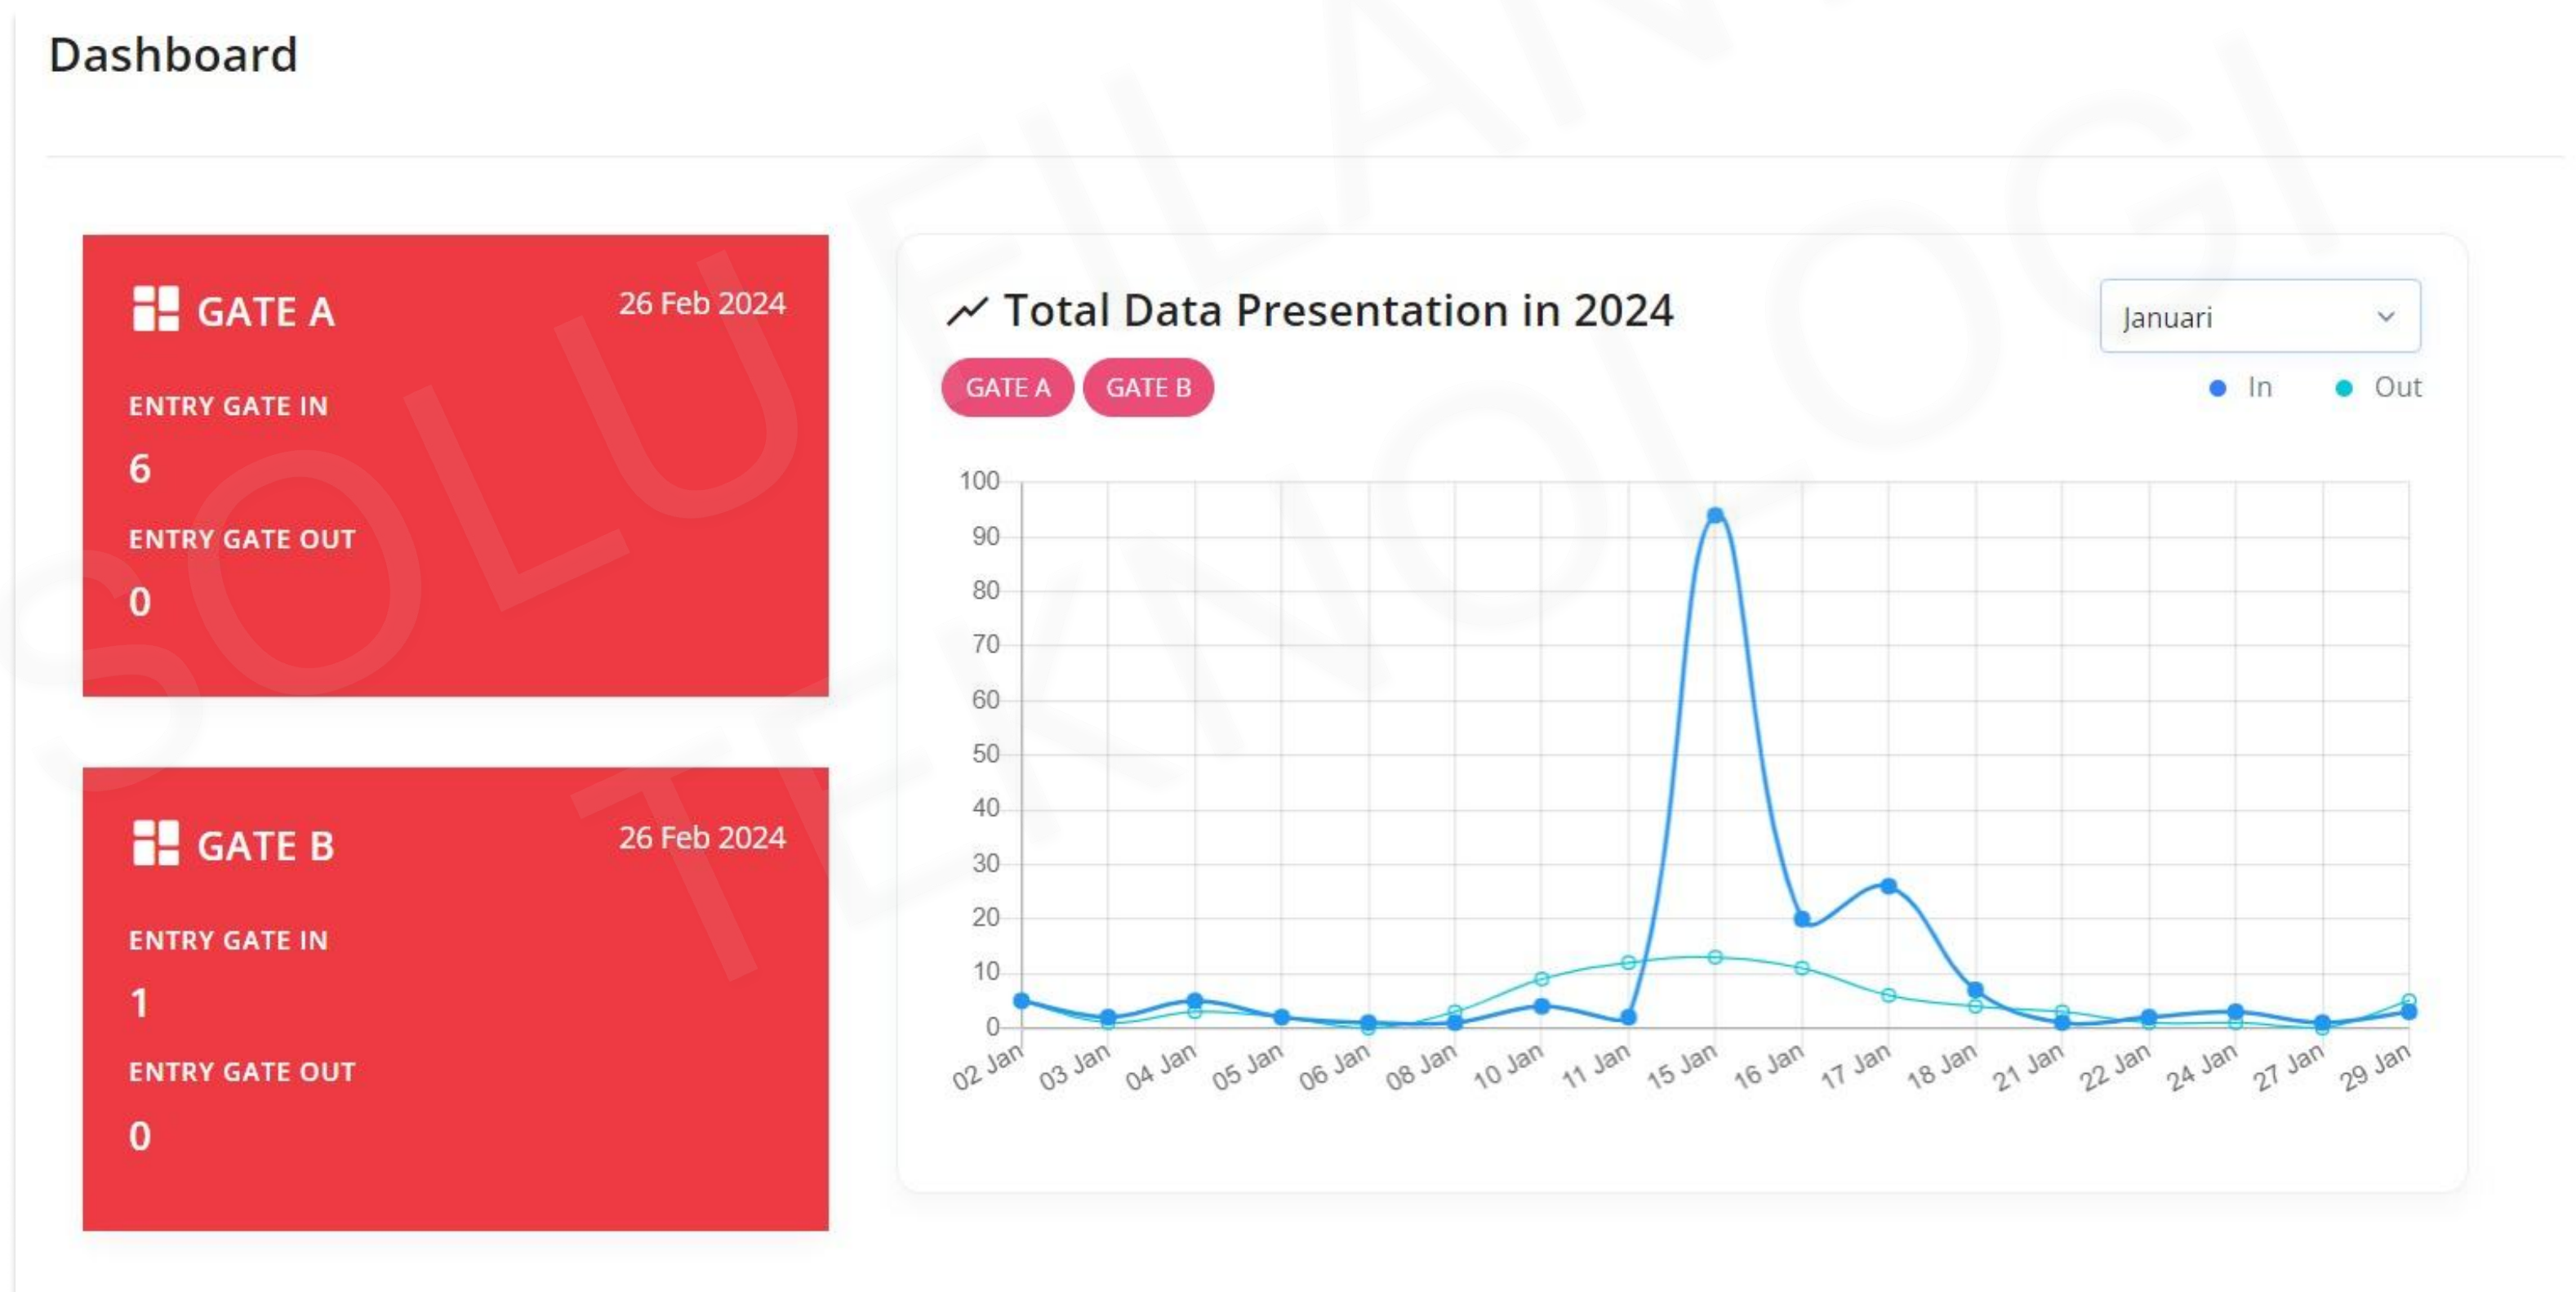 Dashboard
GATE A
26 Feb 2024
ENTRY GATE IN
6
ENTRY GATE OUT
0
GATE B
26 Feb 2024
ENTRY GATE IN
1
ENTRY GATE OUT
0
Total Data Presentation in 2024
Januari
GATE A GATE B
In Out
100
90
80
70
60
50
40
30
20
10
0
02 Jan 03 Jan 04 Jan 05 Jan 06 Jan 08 Jan 10 Jan 11 Jan 15 Jan 16 Jan 17 Jan 18 Jan 21 Jan 22 Jan 24 Jan 27 Jan 29 Jan
SOLU
TEKNOLOGI